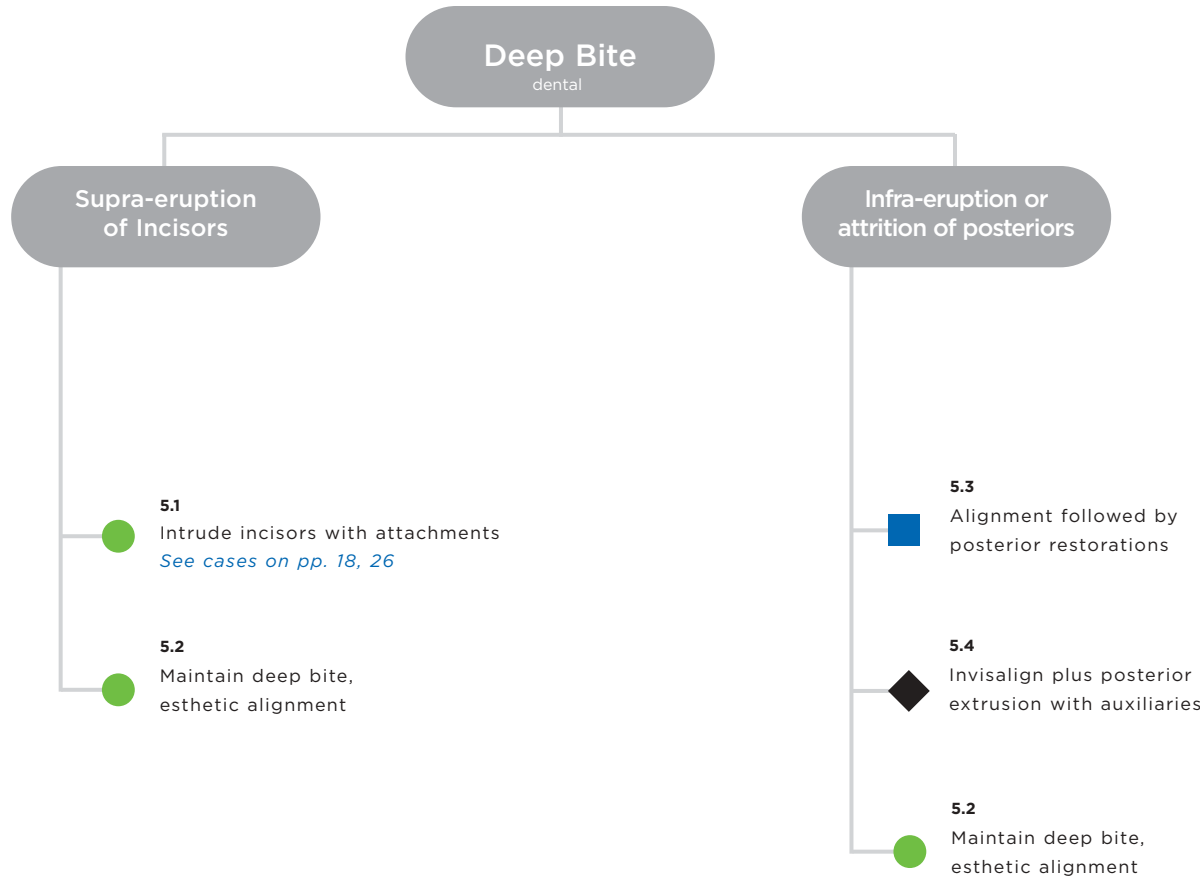 Deep Bite
dental
Supra-eruption
of Incisors
Infra-eruption or
attrition of posteriors
5.1
Intrude incisors with attachments
See cases on pp. 18, 26
5.2
Maintain deep bite,
esthetic alignment
5.3
Alignment followed by
posterior restorations
5.4
Invisalign plus posterior
extrusion with auxiliaries
5.2
Maintain deep bite,
esthetic alignment